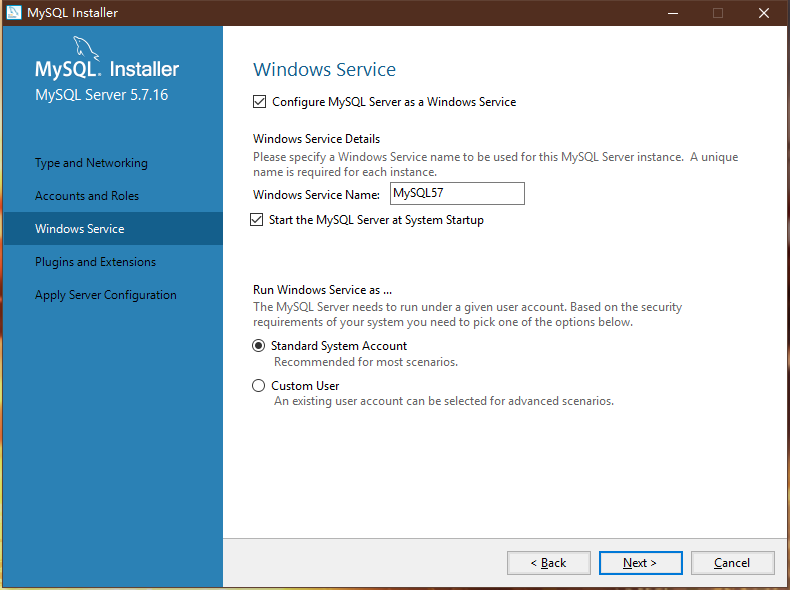 MySQL Installer
MySQL. Installer
MySQL Server 5.7.16
Type and Networking
Accounts and Roles
Windows Service
Plugins and Extensions
Apply Server Configuration
Windows Service
Configure MySQL Server as a Windows Service
Windows Service Details
Please specify a Windows Service name to be used for this MySQL Server instance.  A unique
name is required for each instance.
Windows Service Name: MySQL57
Start the MySQL Server at System Startup
Run Windows Service as ...
The MySQL Server needs to run under a given user account. Based on the security
requirements of your system you need to pick one of the options below.
Standard System Account
Recommended for most scenarios.
Custom User
An existing user account can be selected for advanced scenarios.
< Back Next > Cancel